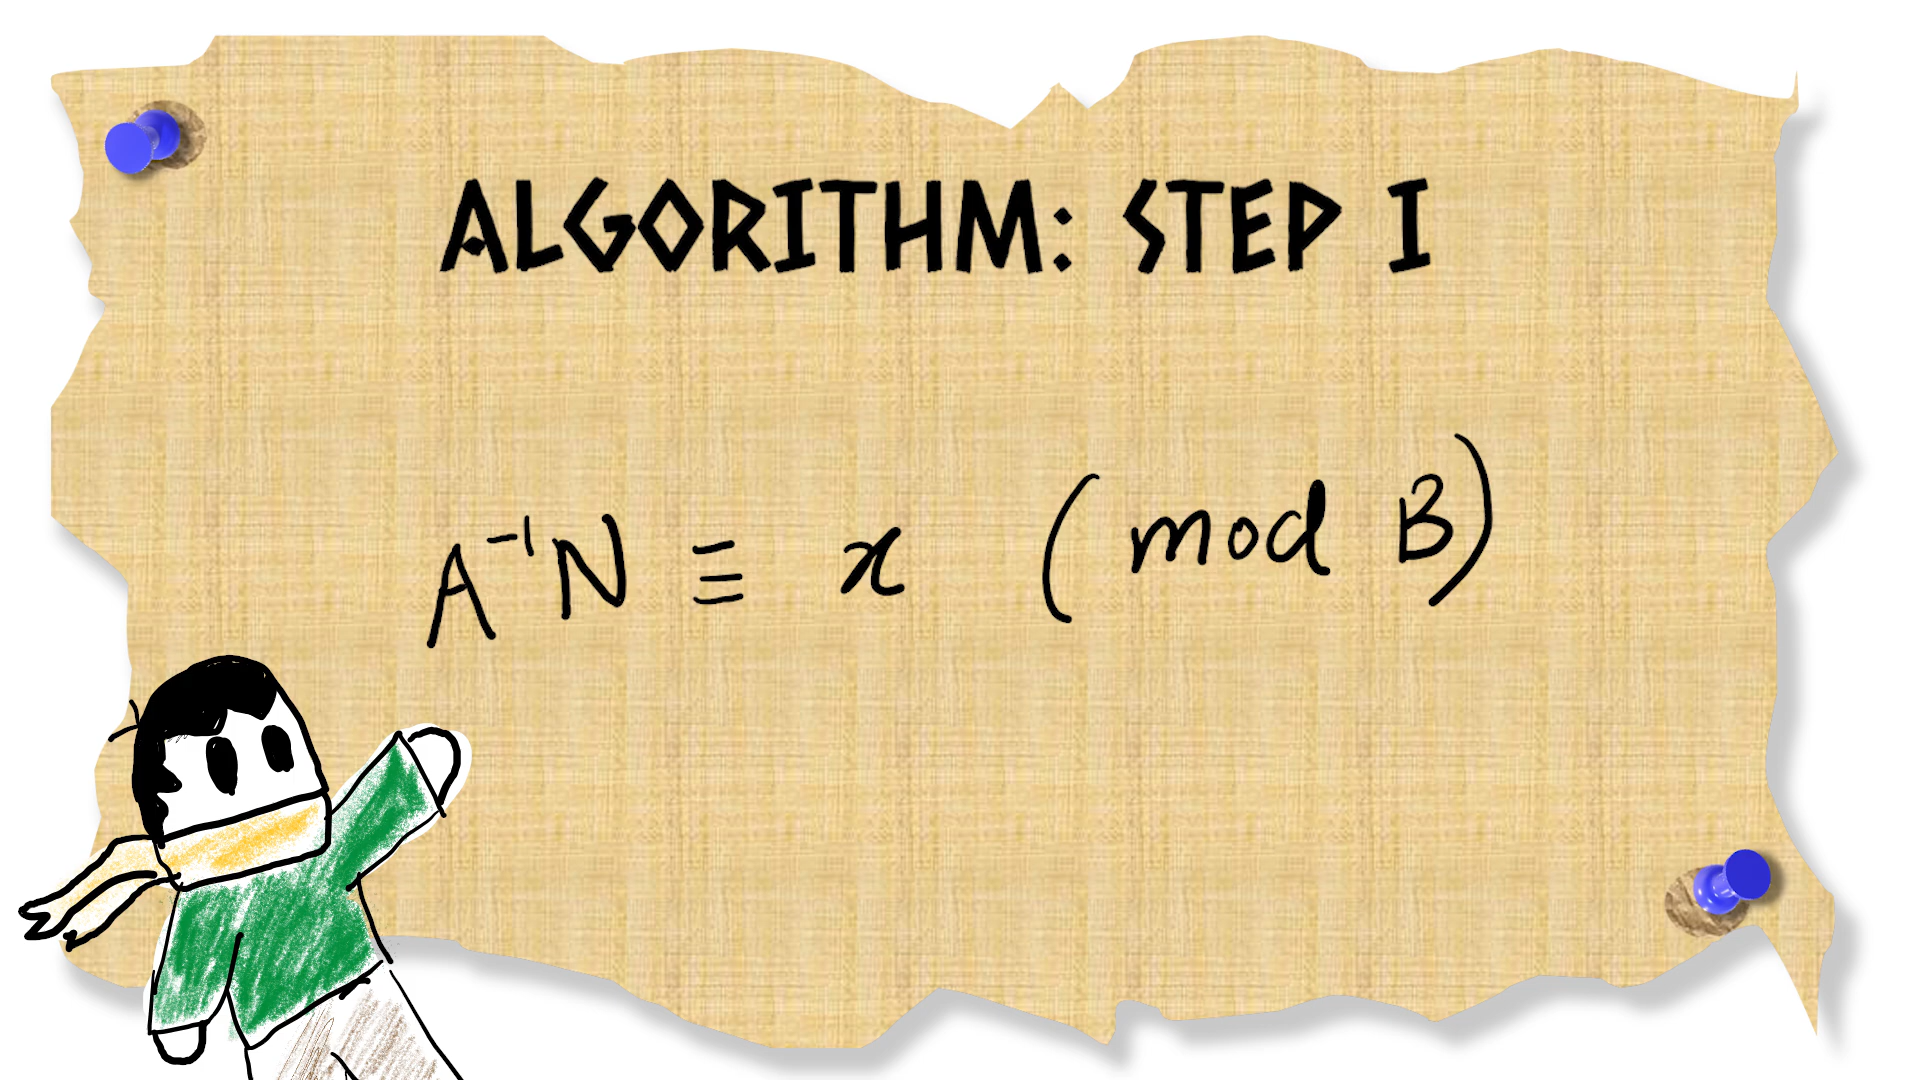 ALGORITHM: STEP I
A⁻¹N ≡ x (mod B)